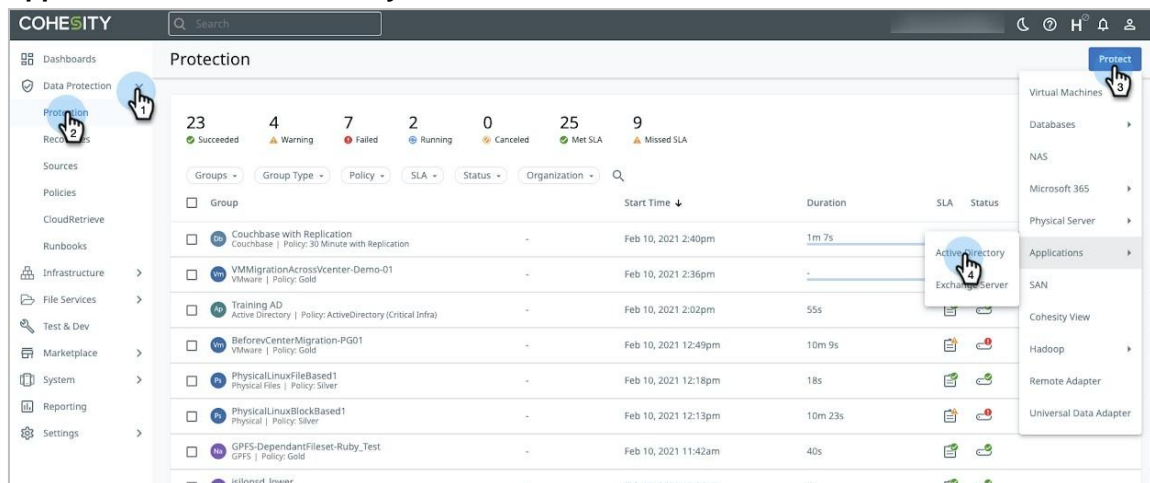 COHESITY
Search
H
Dashboards
Data Protection
Protection
Sources
Policies
CloudRetrieve
Runbooks
Infrastructure
File Services
Test & Dev
Marketplace
System
Reporting
Settings
Protection
Protect
23 4 7 2 0 25 9
Succeeded Warning Failed Running Canceled Met SLA Missed SLA
Groups Group Type Policy SLA Status Organization
Group Start Time Duration SLA Status
Couchbase with Replication - Feb 10, 2021 2:40pm 1m 7s
Couchbase | Policy: 30 Minute with Replication
VMMigrationAcrossVcenter-Demo-01 - Feb 10, 2021 2:36pm -
VMware | Policy: Gold
Training AD - Feb 10, 2021 2:02pm 55s
Active Directory | Policy: ActiveDirectory (Critical Infra)
BeforevCenterMigration-PG01 - Feb 10, 2021 12:49pm 10m 9s
VMware | Policy: Gold
PhysicalLinuxFileBased1 - Feb 10, 2021 12:18pm 18s
Physical Files | Policy: Silver
PhysicalLinuxBlockBased1 - Feb 10, 2021 12:13pm 10m 23s
Physical | Policy: Silver
GPFS-DependantFileset-Ruby_Test - Feb 10, 2021 11:42am 40s
GPFS | Policy: Gold
Virtual Machines
Databases
NAS
Microsoft 365
Physical Server
Applications
SAN
Cohesity View
Hadoop
Remote Adapter
Universal Data Adapter
Active Directory
Exchange Server
1
2
3
4